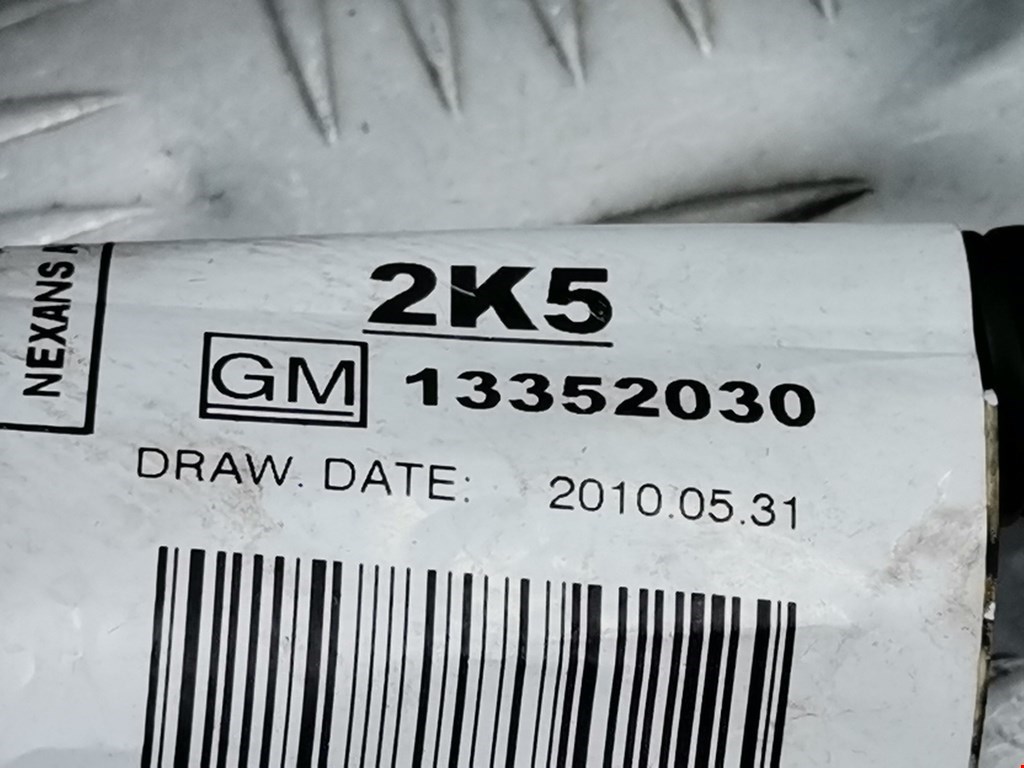 NEXANS
2K5
GM 13352030
DRAW. DATE: 2010.05.31